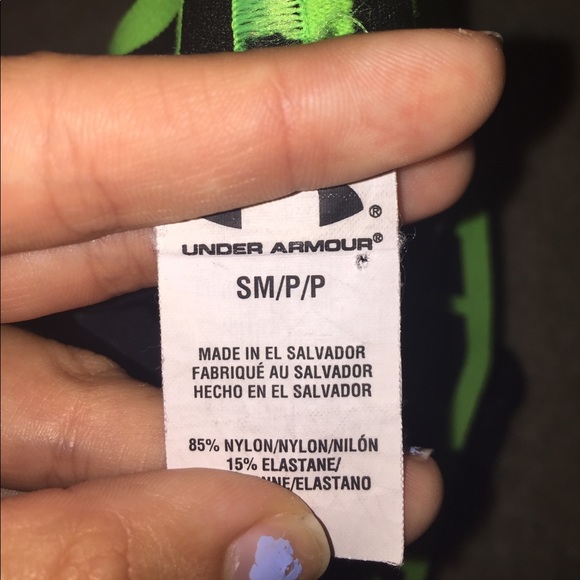 ®
UNDER ARMOUR®
SM/P/P
MADE IN EL SALVADOR
FABRIQUÉ AU SALVADOR
HECHO EN EL SALVADOR
85% NYLON/NYLON/NILÓN
15% ELASTANE/
NNE/ELASTANO